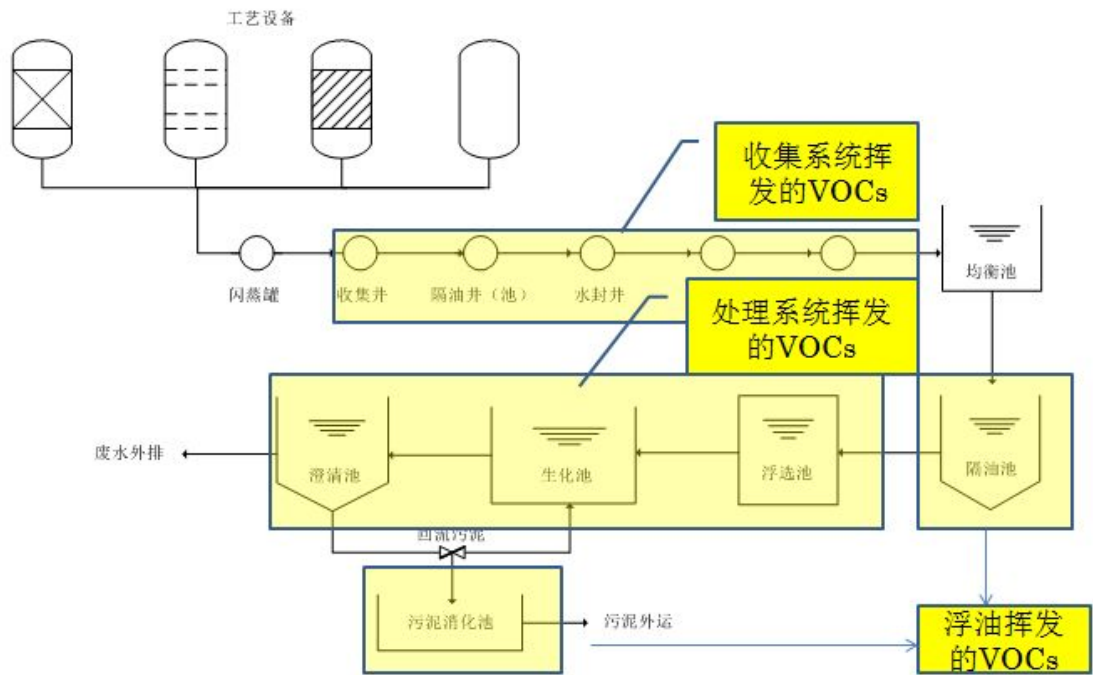 工艺设备
收集系统挥
发的VOCs
闪蒸罐
收集井
隔油井（池）
水封井
均衡池
处理系统挥
发的VOCs
废水外排
澄清池
生化池
浮选池
隔油池
回流污泥
污泥消化池
污泥外运
浮油挥发
的VOCs